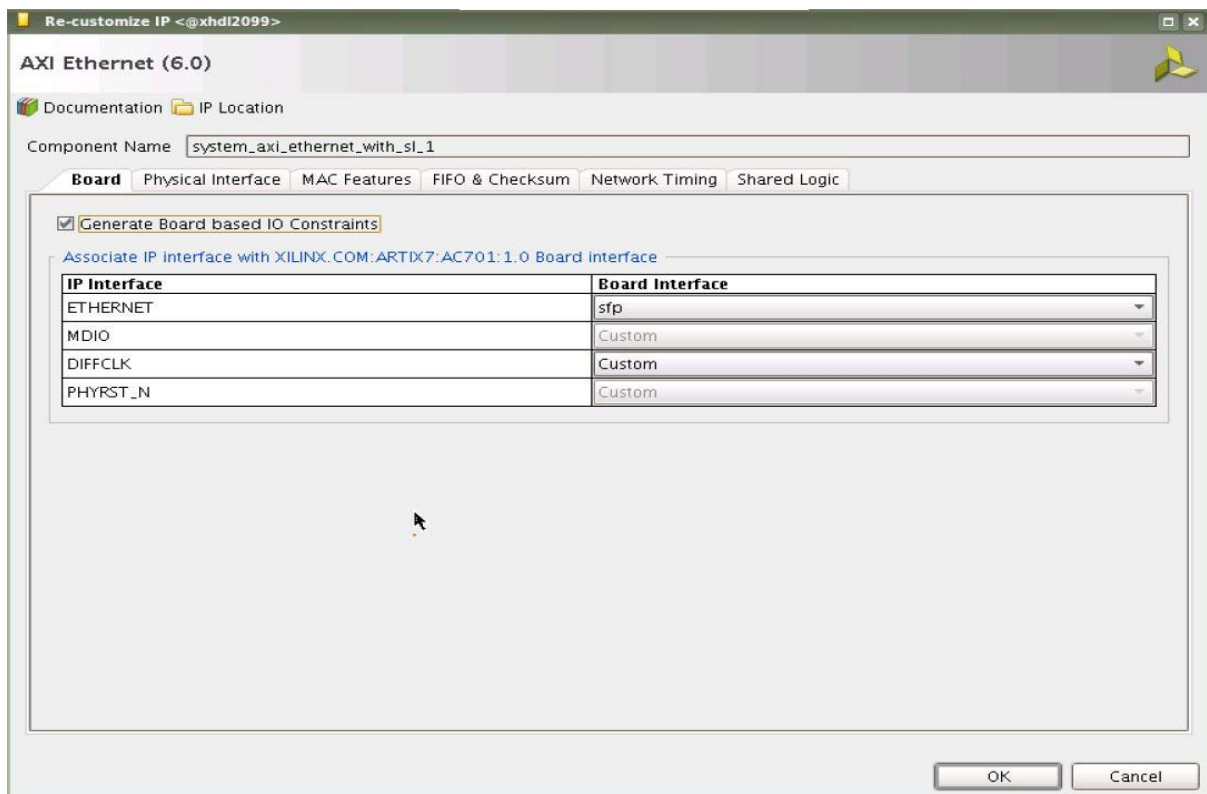 Re-customize IP <@xhdl2099>
AXI Ethernet (6.0)
Documentation IP Location
Component Name system_axi_ethernet_with_sl_1
Board Physical Interface MAC Features FIFO & Checksum Network Timing Shared Logic
Generate Board based IO Constraints
Associate IP interface with XILINX.COM:ARTIX7:AC701:1.0 Board interface
IP Interface Board Interface
ETHERNET sfp
MDIO Custom
DIFFCLK Custom
PHYRST_N Custom
OK Cancel